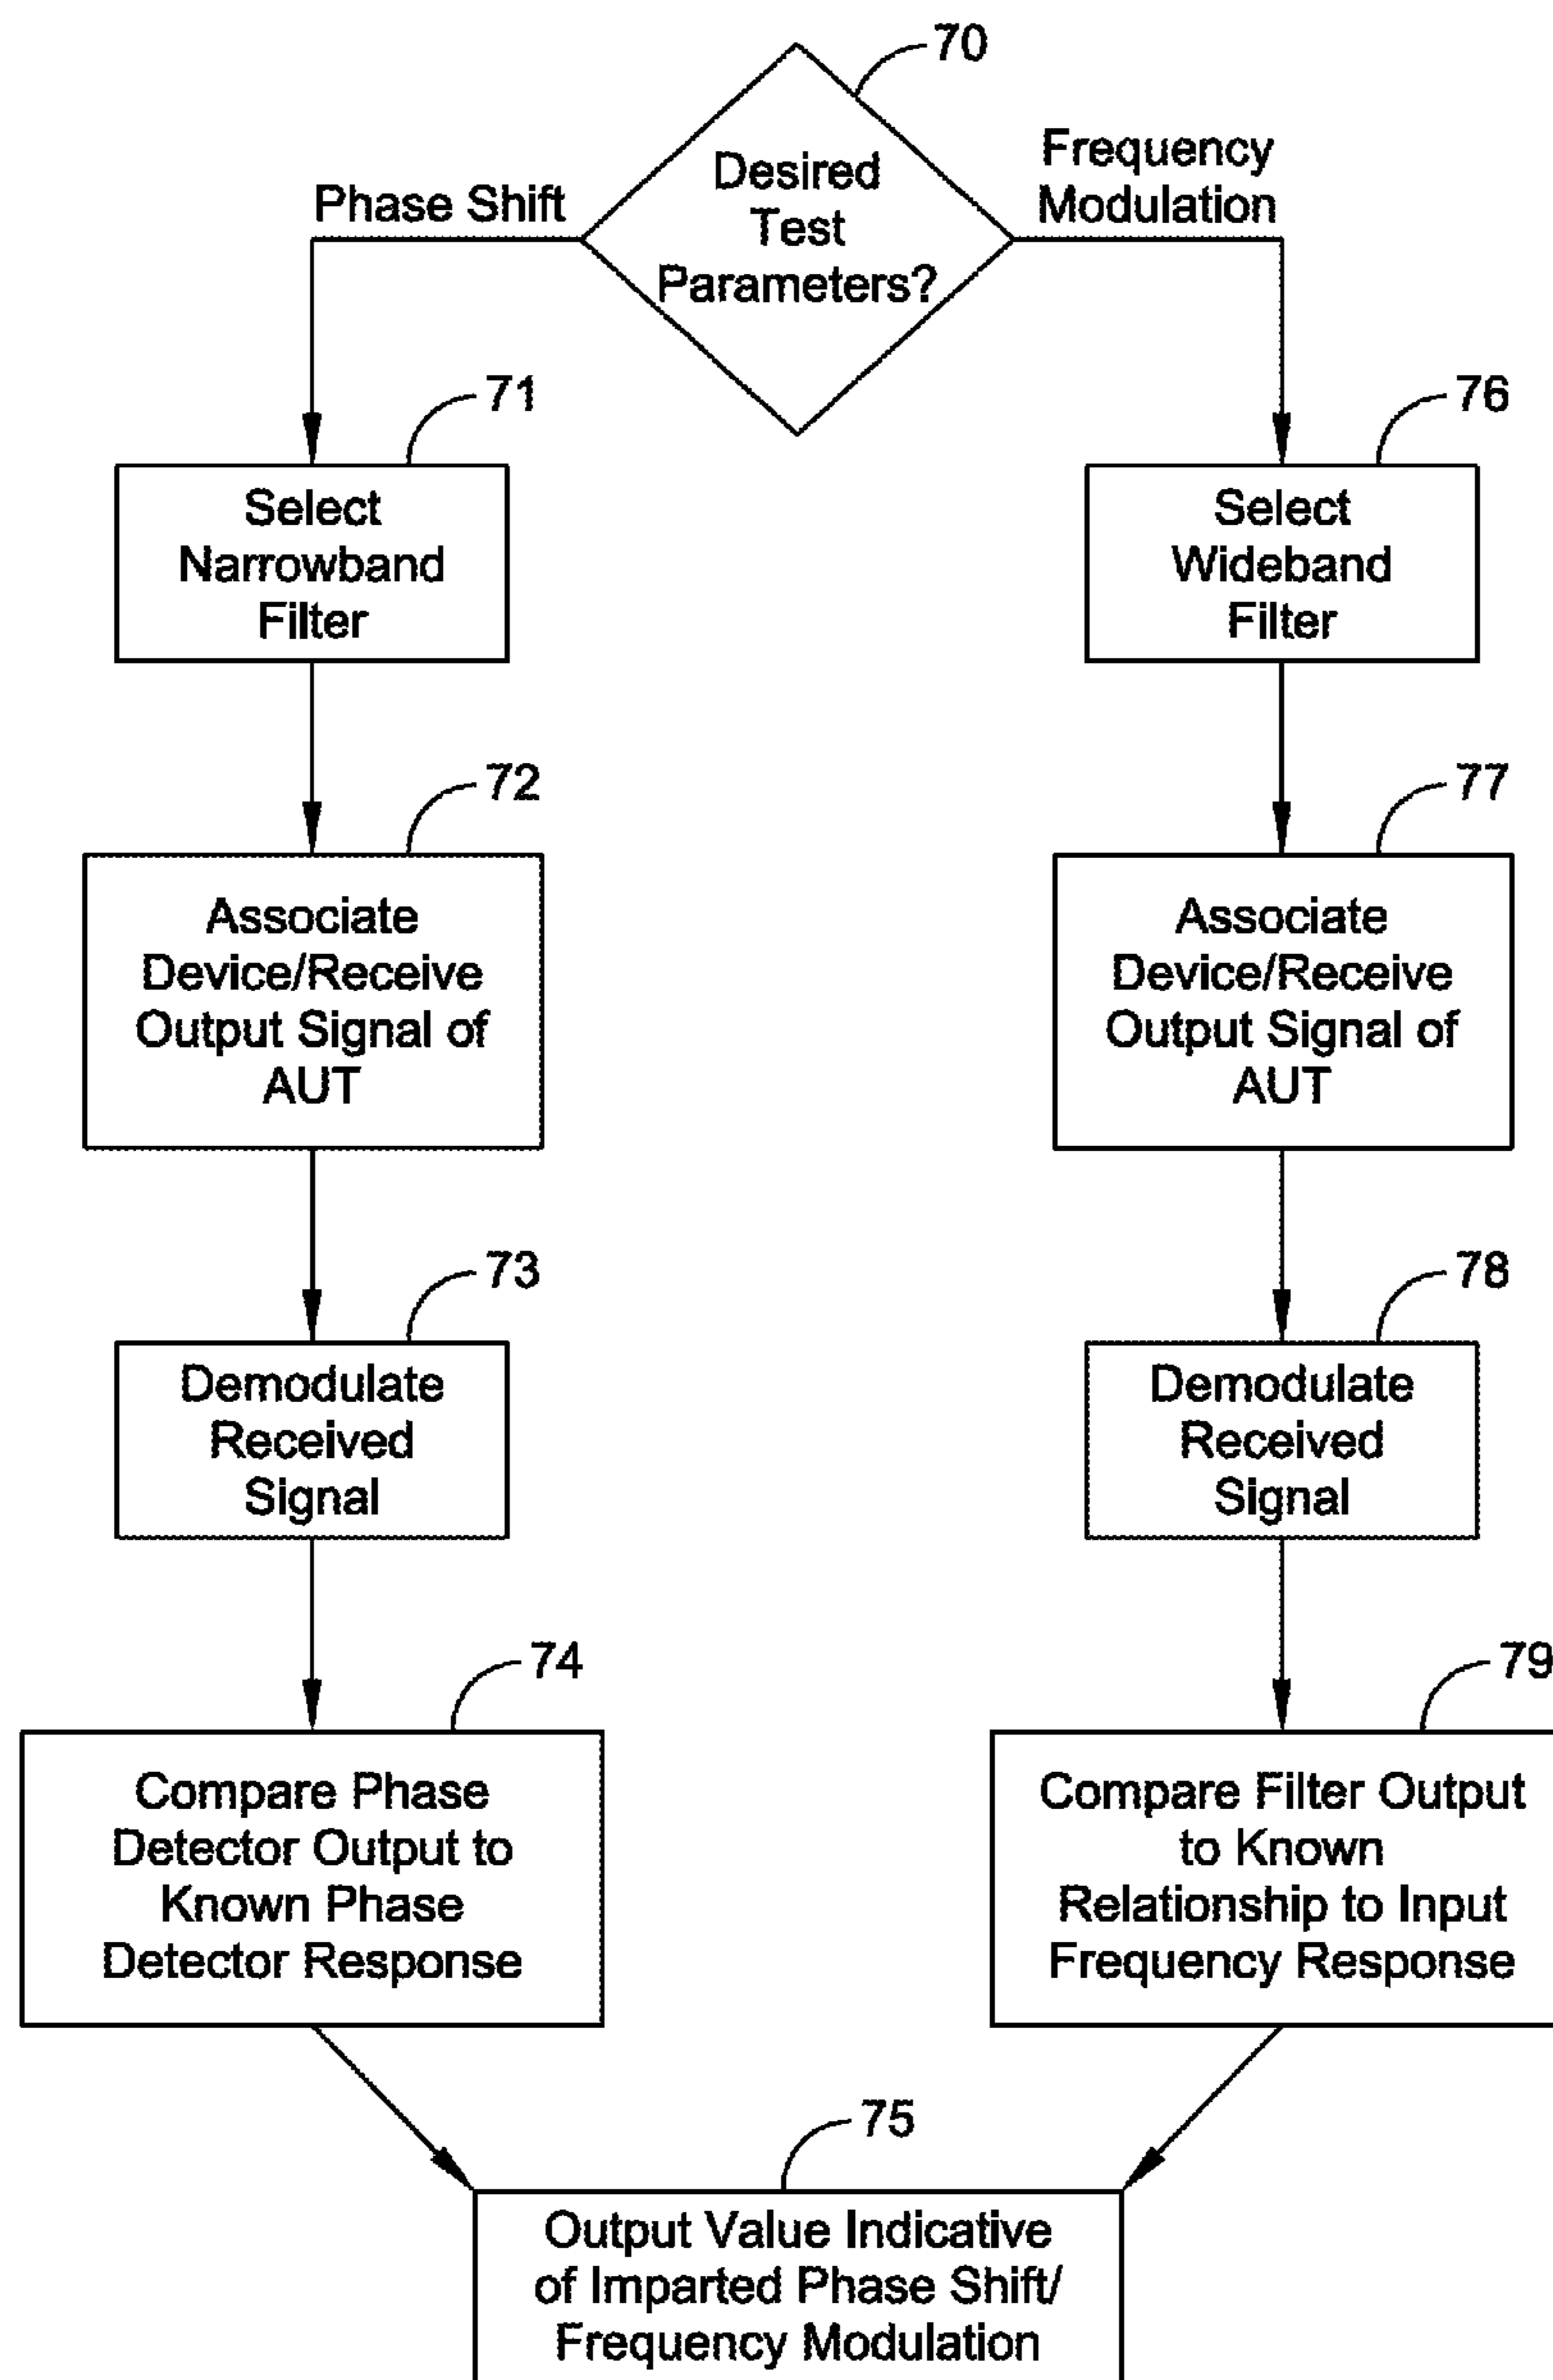 70
Desired
Test
Parameters?
Phase Shift
Frequency
Modulation
71
Select
Narrowband
Filter
76
Select
Wideband
Filter
72
Associate
Device/Receive
Output Signal of
AUT
77
Associate
Device/Receive
Output Signal of
AUT
73
Demodulate
Received
Signal
78
Demodulate
Received
Signal
74
Compare Phase
Detector Output to
Known Phase
Detector Response
79
Compare Filter Output
to Known
Relationship to Input
Frequency Response
75
Output Value Indicative
of Imparted Phase Shift/
Frequency Modulation